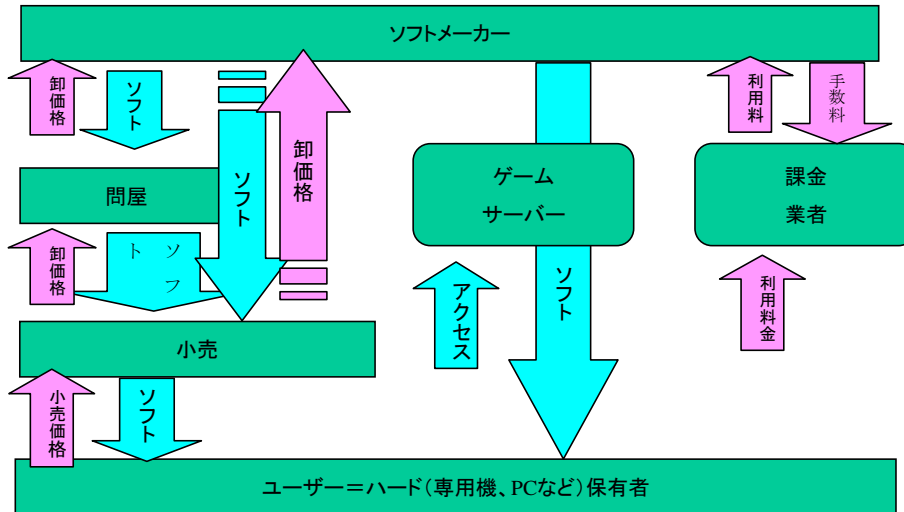 ソフトメーカー
卸価格
ソフト
ソフト
卸価格
利用料
手数料
問屋
ゲーム
サーバー
課金
業者
卸価格
ソフト
アクセス
ソフト
利用料金
小売
小売価格
ソフト
ユーザー＝ハード（専用機、PCなど）保有者